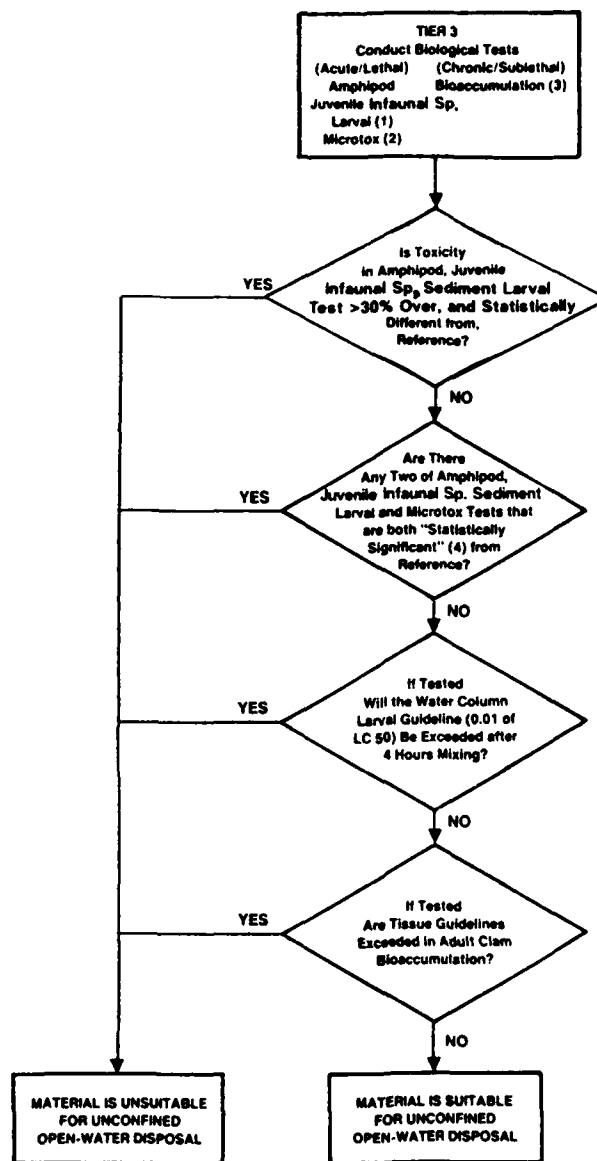 TIER 3
Conduct Biological Tests
(Acute/Lethal) (Chronic/Sublethal)
Amphipod Bioaccumulation (3)
Juvenile Infaunal Sp.
Larval (1)
Microtox (2)
Is Toxicity
in Amphipod, Juvenile
Infaunal Sp, Sediment Larval
Test >30% Over, and Statistically
Different from,
Reference?
YES
NO
Are There
Any Two of Amphipod,
Juvenile Infaunal Sp. Sediment
Larval and Microtox Tests that
are both "Statistically
Significant" (4) from
Reference?
YES
NO
If Tested
Will the Water Column
Larval Guideline (0.01 of
LC 50) Be Exceeded after
4 Hours Mixing?
YES
NO
If Tested
Are Tissue Guidelines
Exceeded in Adult Clam
Bioaccumulation?
YES
NO
MATERIAL IS UNSUITABLE
FOR UNCONFINED
OPEN-WATER DISPOSAL
MATERIAL IS SUITABLE
FOR UNCONFINED
OPEN-WATER DISPOSAL